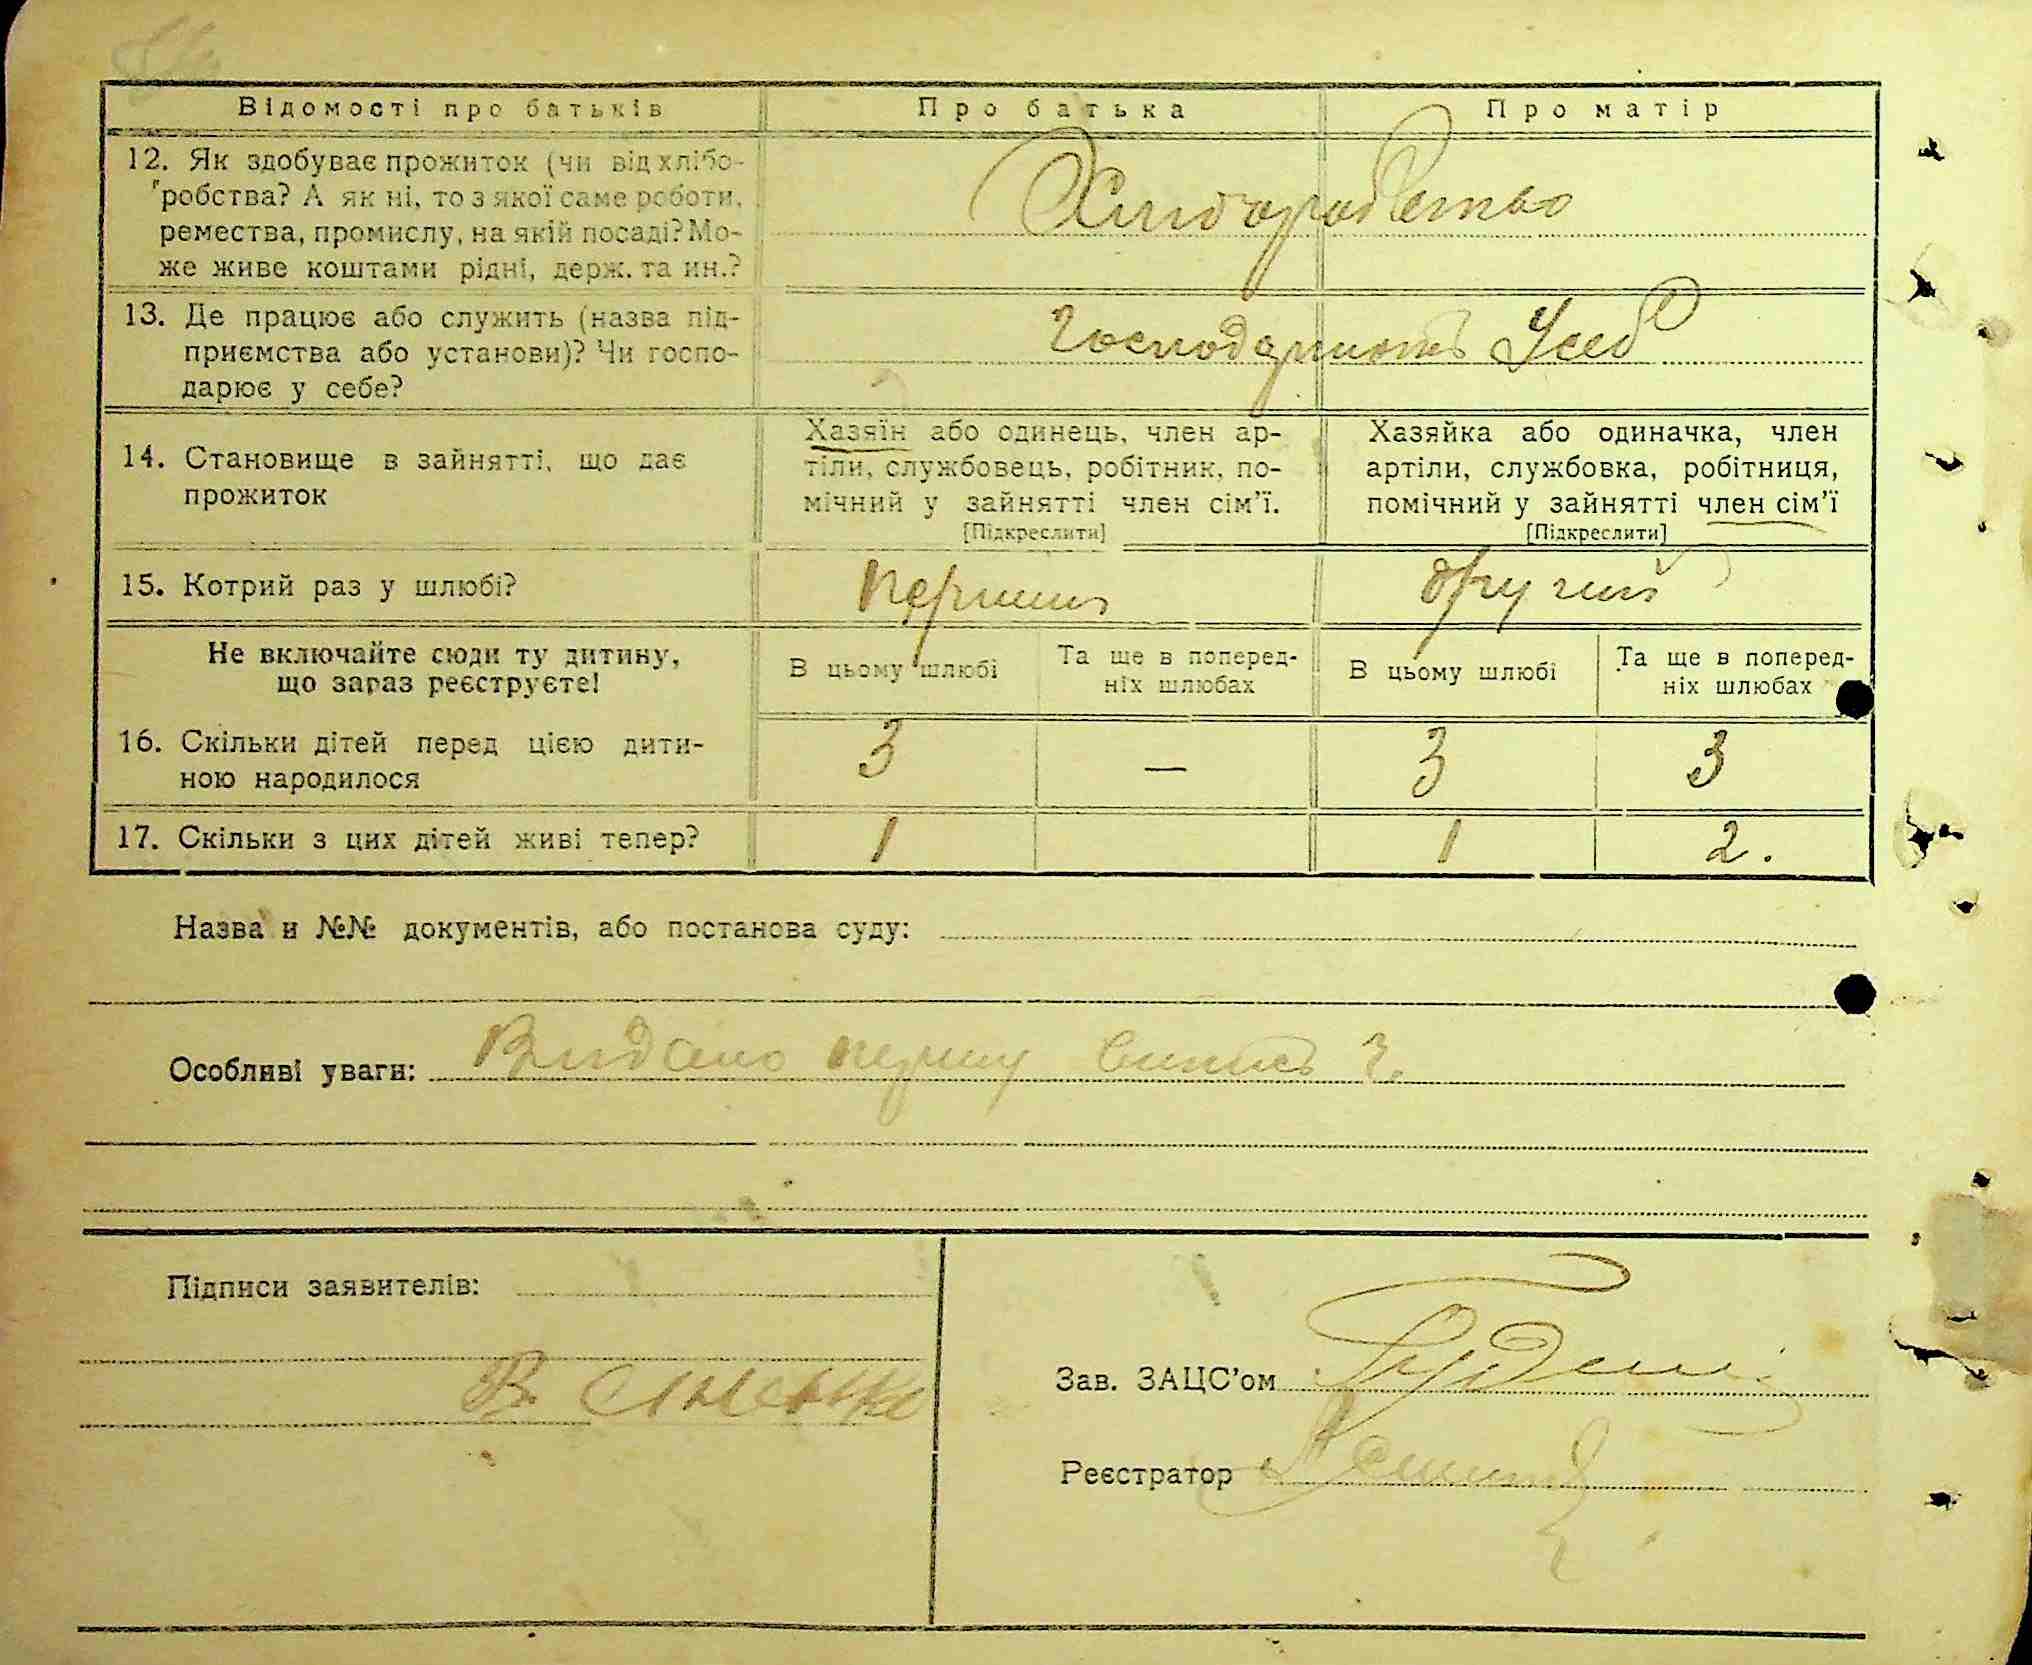 Відомості про батьків Про батька Про матір
12. Як здобуває прожиток (чи від хлібо-
робства? А як ні, то з якої саме роботи,
ремества, промислу, на якій посаді? Мо-
же живе коштами рідні, держ. та ин.?
Хліборобство
13. Де працює або служить (назва під-
приємства або установи)? Чи госпо-
дарює у себе?
Господарюють У себе
14. Становище в зайнятті, що дає
прожиток
Хазяїн або одинець, член ар-
тіли, службовець, робітник, по-
мічний у зайнятті член сім'ї.
[Підкреслити]
Хазяйка або одиначка, член
артіли, службовка, робітниця,
помічний у зайнятті член сім'ї
[Підкреслити]
15. Котрий раз у шлюбі? перший другий
Не включайте сюди ту дитину,
що зараз реєструєте!
В цьому шлюбі
Та ще в поперед-
ніх шлюбах
В цьому шлюбі
Та ще в поперед-
ніх шлюбах
16. Скільки дітей перед цією дити-
ною народилося
3 — 3 3
17. Скільки з цих дітей живі тепер? 1 1 2.
Назва и №№ документів, або постанова суду:
Особливі уваги: Видано першу випись
Підписи заявителів:
В.
Зав. ЗАЦС'ом
Реєстратор